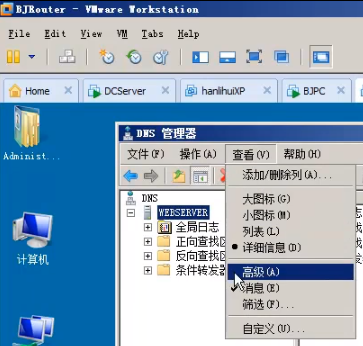 BJRouter - VMware Workstation
File Edit View VM Tabs Help
Home DCServer hanlihuiXP BJPC
Administ...
计算机
DNS 管理器
文件(F) 操作(A) 查看(V) 帮助(H)
DNS
WEBSERVER
全局日志
正向查找区
反向查找区
条件转发器
添加/删除列(A)...
大图标(G)
小图标(M)
列表(L)
详细信息(D)
高级(A)
消息(E)
筛选(F)...
自定义(U)...